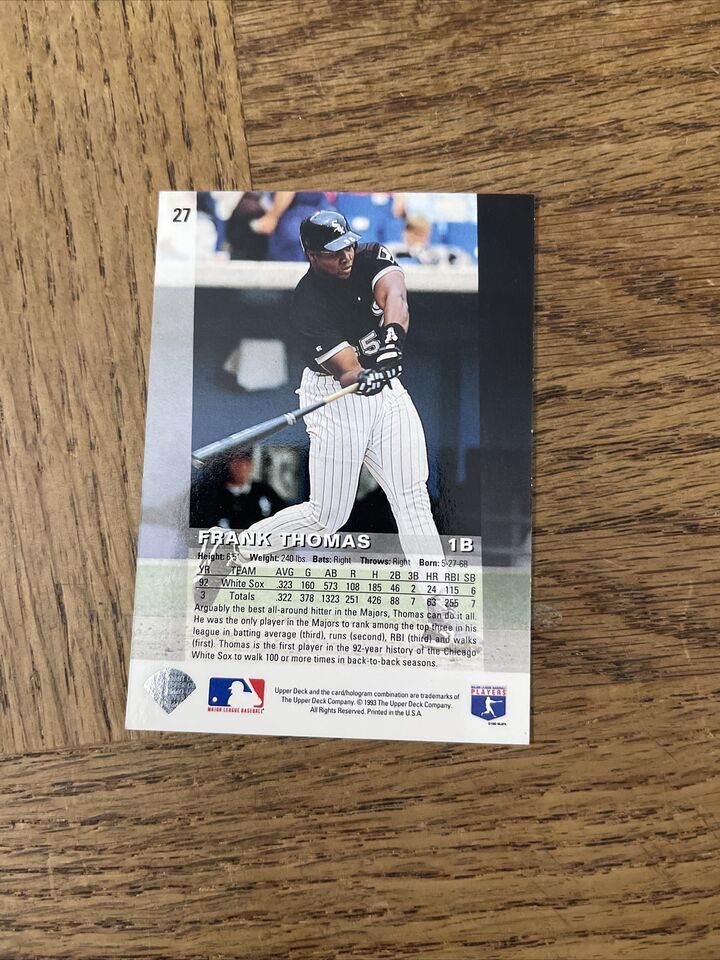 27
FRANK THOMAS 1B
Height: 6'5" Weight: 240 lbs. Bats: Right Throws: Right Born: 5-27-68
YR TEAM AVG G AB R H 2B 3B HR RBI SB
92 White Sox .323 160 573 108 185 46 2 24 115 6
3 Totals .322 378 1323 251 426 88 7 63 255 7
Arguably the best all-around hitter in the Majors, Thomas can do it all.
He was the only player in the Majors to rank among the top three in his
league in batting average (third), runs (second), RBI (third) and walks
(first). Thomas is the first player in the 92-year history of the Chicago
White Sox to walk 100 or more times in back-to-back seasons.
MAJOR LEAGUE BASEBALL
Upper Deck and the card/hologram combination are trademarks of
The Upper Deck Company. © 1993 The Upper Deck Company.
All Rights Reserved. Printed in the U.S.A.
MAJOR LEAGUE BASEBALL
PLAYERS